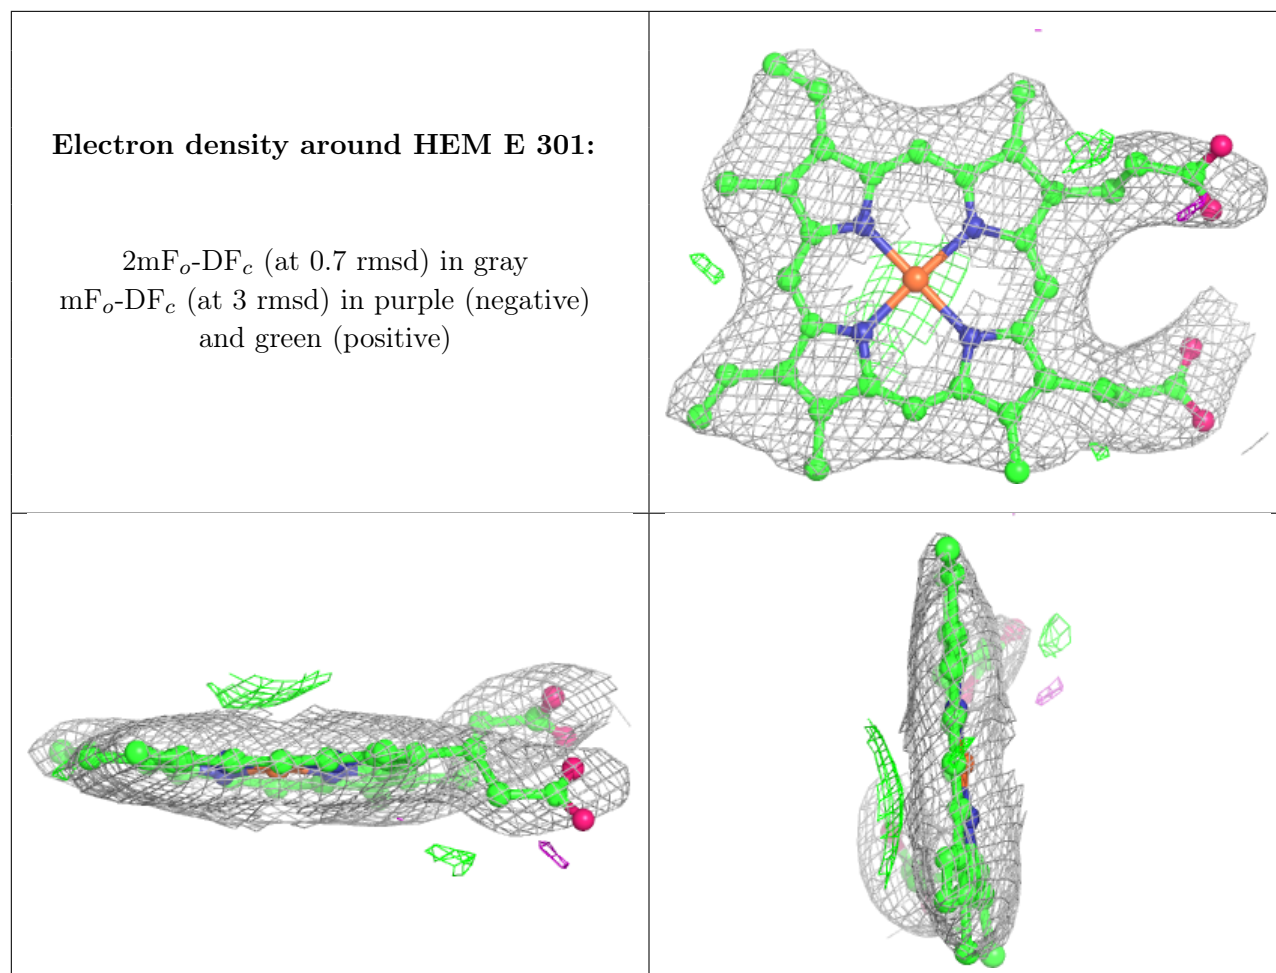 Electron density around HEM E 301:
2mFo-DFc (at 0.7 rmsd) in gray
mFo-DFc (at 3 rmsd) in purple (negative)
and green (positive)